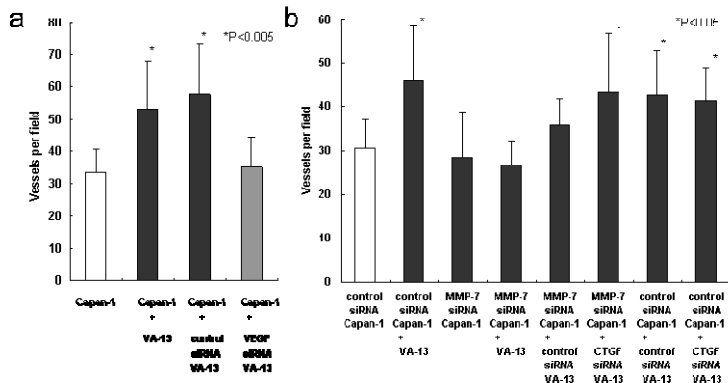 a
b
80
70
60
50
40
30
20
10
0
Vessels per field
* * *P<0.005
Capan-1 Capan-1 Capan-1 Capan-1
+ + +
VA-13 control VEGF
siRNA siRNA
VA-13 VA-13
60
50
40
30
20
10
0
Vessels per field
* * *
control control MMP-7 MMP-7 MMP-7 MMP-7 control control
siRNA siRNA siRNA siRNA siRNA siRNA siRNA siRNA
Capan-1 Capan-1 Capan-1 Capan-1 Capan-1 Capan-1 Capan-1 Capan-1
+ + + + + +
VA-13 VA-13 control CTGF control CTGF
siRNA siRNA siRNA siRNA
VA-13 VA-13 VA-13 VA-13